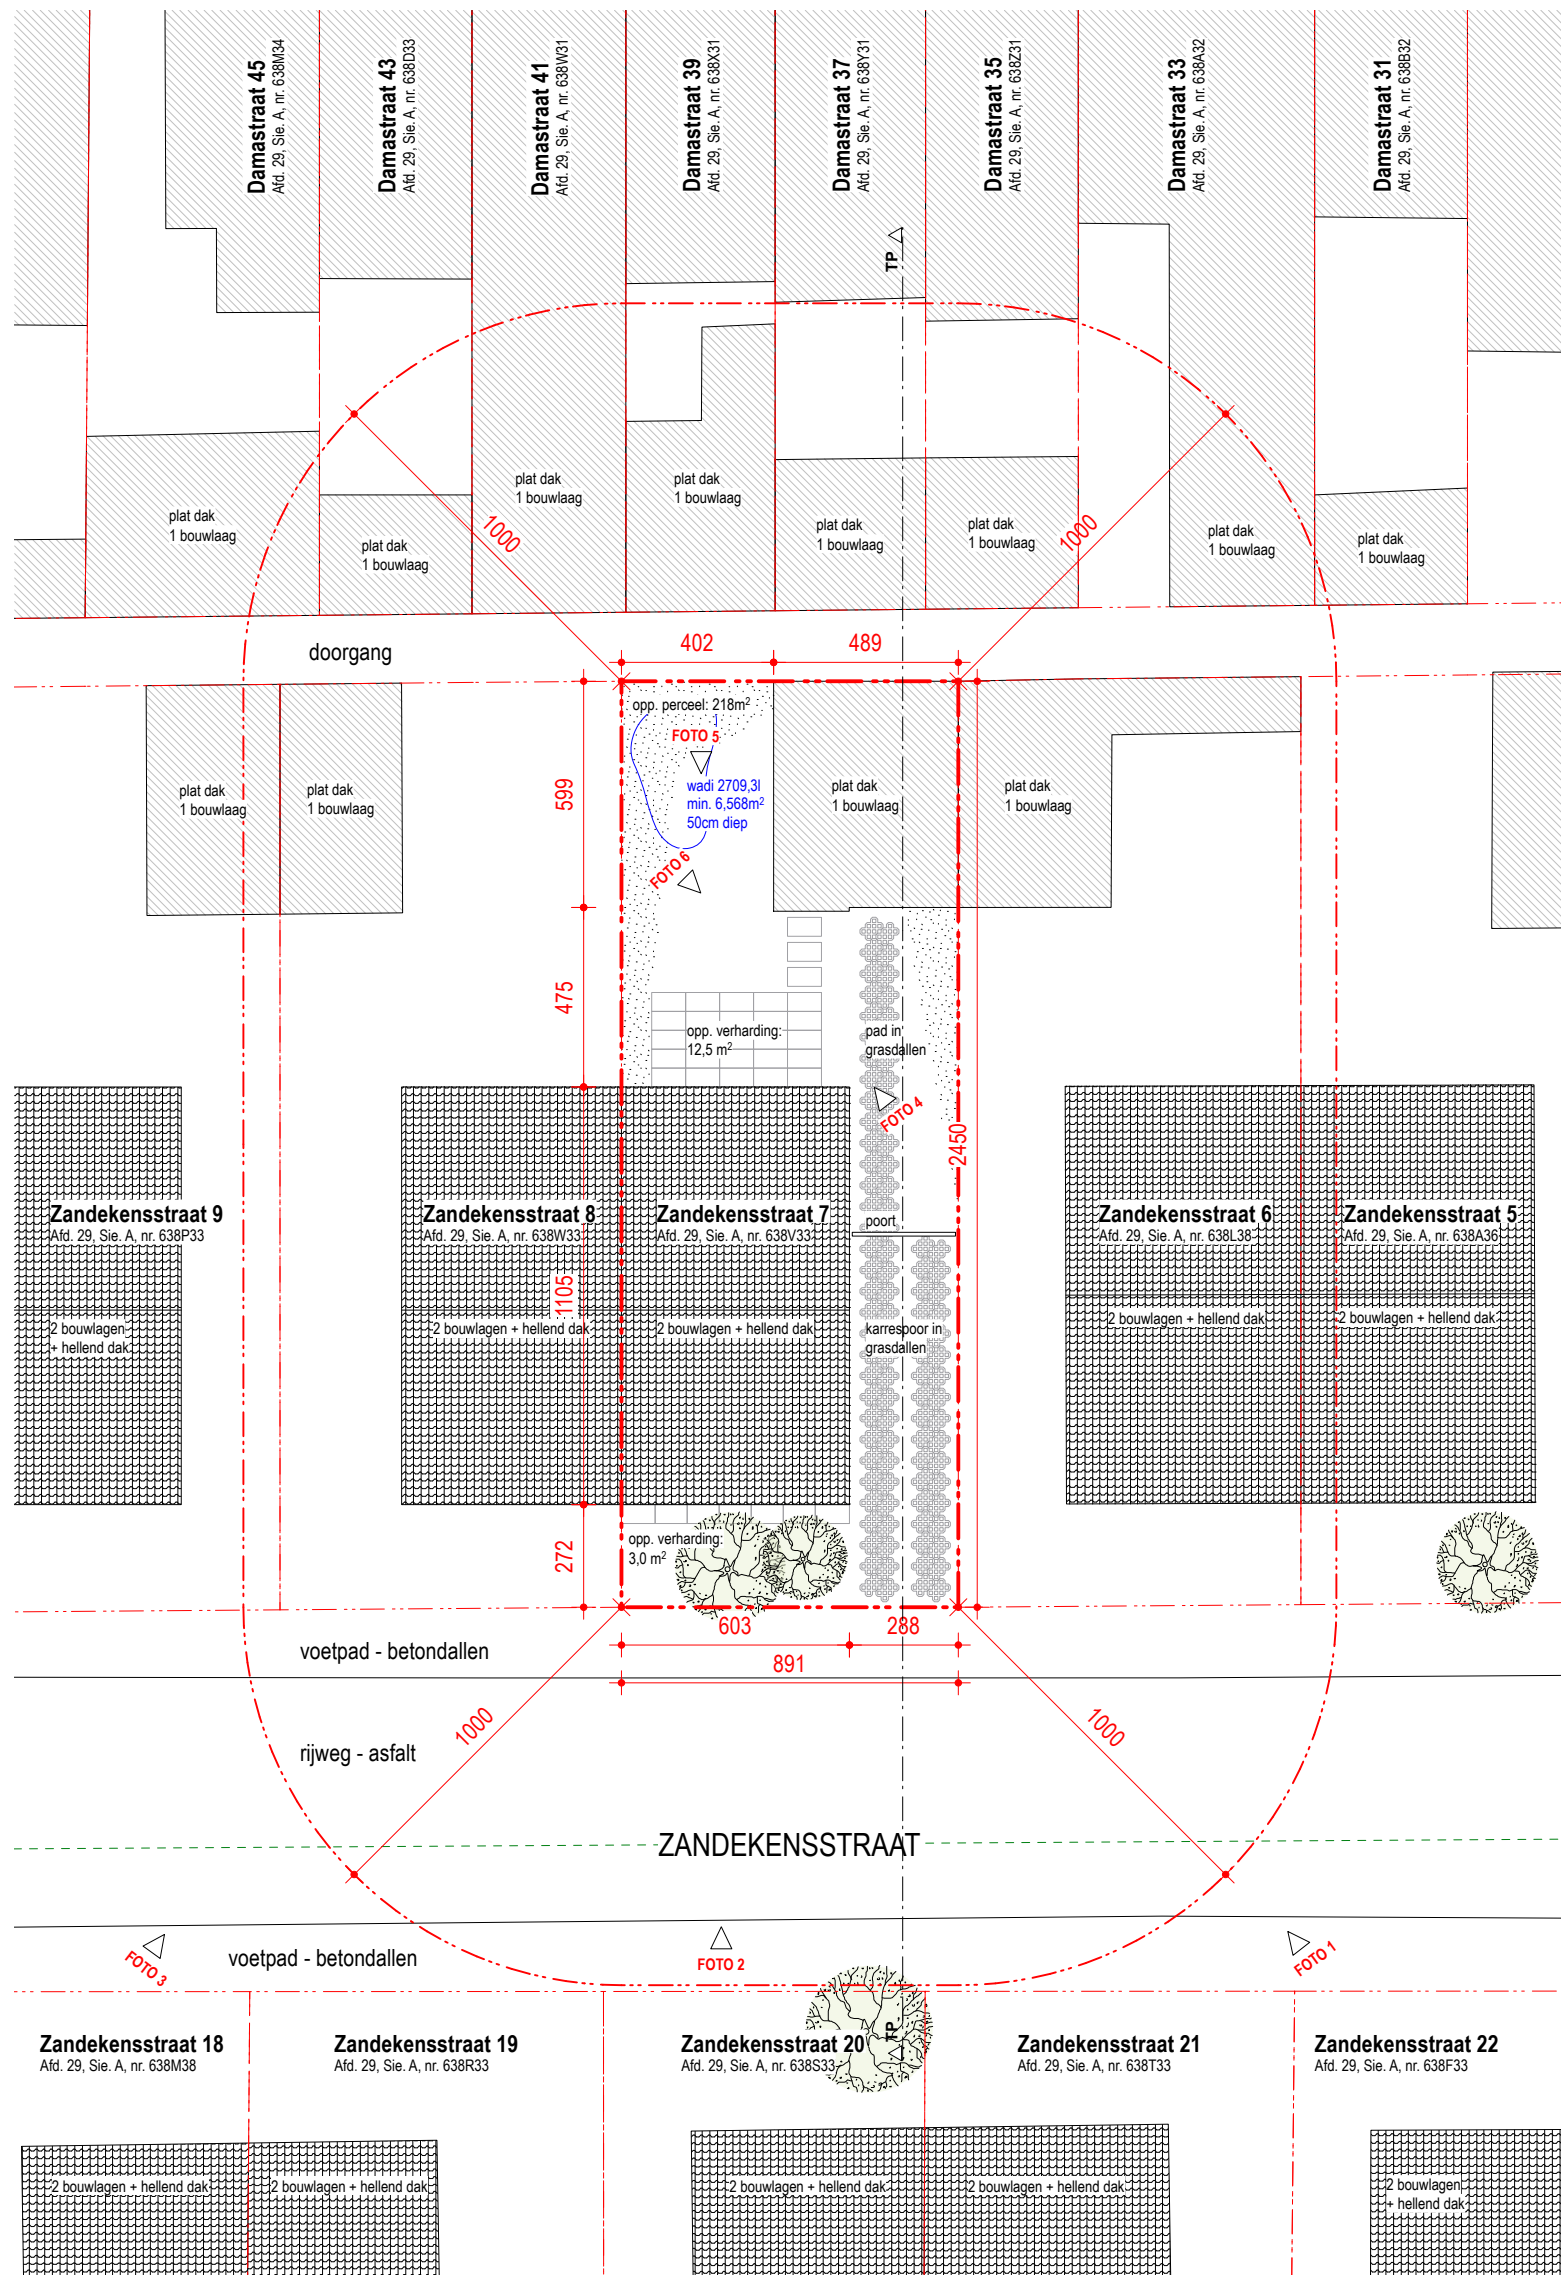 Damastraat 45
Afd. 29, Sie. A, nr. 638M34
Damastraat 43
Afd. 29, Sie. A, nr. 638D33
Damastraat 41
Afd. 29, Sie. A, nr. 638W31
Damastraat 39
Afd. 29, Sie. A, nr. 638X31
Damastraat 37
Afd. 29, Sie. A, nr. 638Y31
Damastraat 35
Afd. 29, Sie. A, nr. 638Z31
Damastraat 33
Afd. 29, Sie. A, nr. 638A32
Damastraat 31
Afd. 29, Sie. A, nr. 638B32
TP
plat dak
1 bouwlaag
plat dak
1 bouwlaag
plat dak
1 bouwlaag
plat dak
1 bouwlaag
plat dak
1 bouwlaag
plat dak
1 bouwlaag
plat dak
1 bouwlaag
plat dak
1 bouwlaag
1000
1000
doorgang
402
489
opp. perceel: 218m²
FOTO 5
wadi 2709,3l
min. 6,568m²
50cm diep
FOTO 6
plat dak
1 bouwlaag
plat dak
1 bouwlaag
plat dak
1 bouwlaag
plat dak
1 bouwlaag
599
475
opp. verharding:
12,5 m²
pad in
grasdallen
FOTO 4
2450
Zandekensstraat 9
Afd. 29, Sie. A, nr. 638P33
Zandekensstraat 8
Afd. 29, Sie. A, nr. 638W33
Zandekensstraat 7
Afd. 29, Sie. A, nr. 638V33
poort
Zandekensstraat 6
Afd. 29, Sie. A, nr. 638L38
Zandekensstraat 5
Afd. 29, Sie. A, nr. 638A36
1105
2 bouwlagen
+ hellend dak
2 bouwlagen + hellend dak
2 bouwlagen + hellend dak
karrespoor in
grasdallen
2 bouwlagen + hellend dak
2 bouwlagen + hellend dak
272
opp. verharding:
3,0 m²
603
288
891
voetpad - betondallen
1000
1000
rijweg - asfalt
ZANDEKENSSTRAAT
FOTO 3
voetpad - betondallen
FOTO 2
FOTO 1
TP
Zandekensstraat 18
Afd. 29, Sie. A, nr. 638M38
Zandekensstraat 19
Afd. 29, Sie. A, nr. 638R33
Zandekensstraat 20
Afd. 29, Sie. A, nr. 638S33
Zandekensstraat 21
Afd. 29, Sie. A, nr. 638T33
Zandekensstraat 22
Afd. 29, Sie. A, nr. 638F33
2 bouwlagen + hellend dak
2 bouwlagen + hellend dak
2 bouwlagen + hellend dak
2 bouwlagen + hellend dak
2 bouwlagen
+ hellend dak